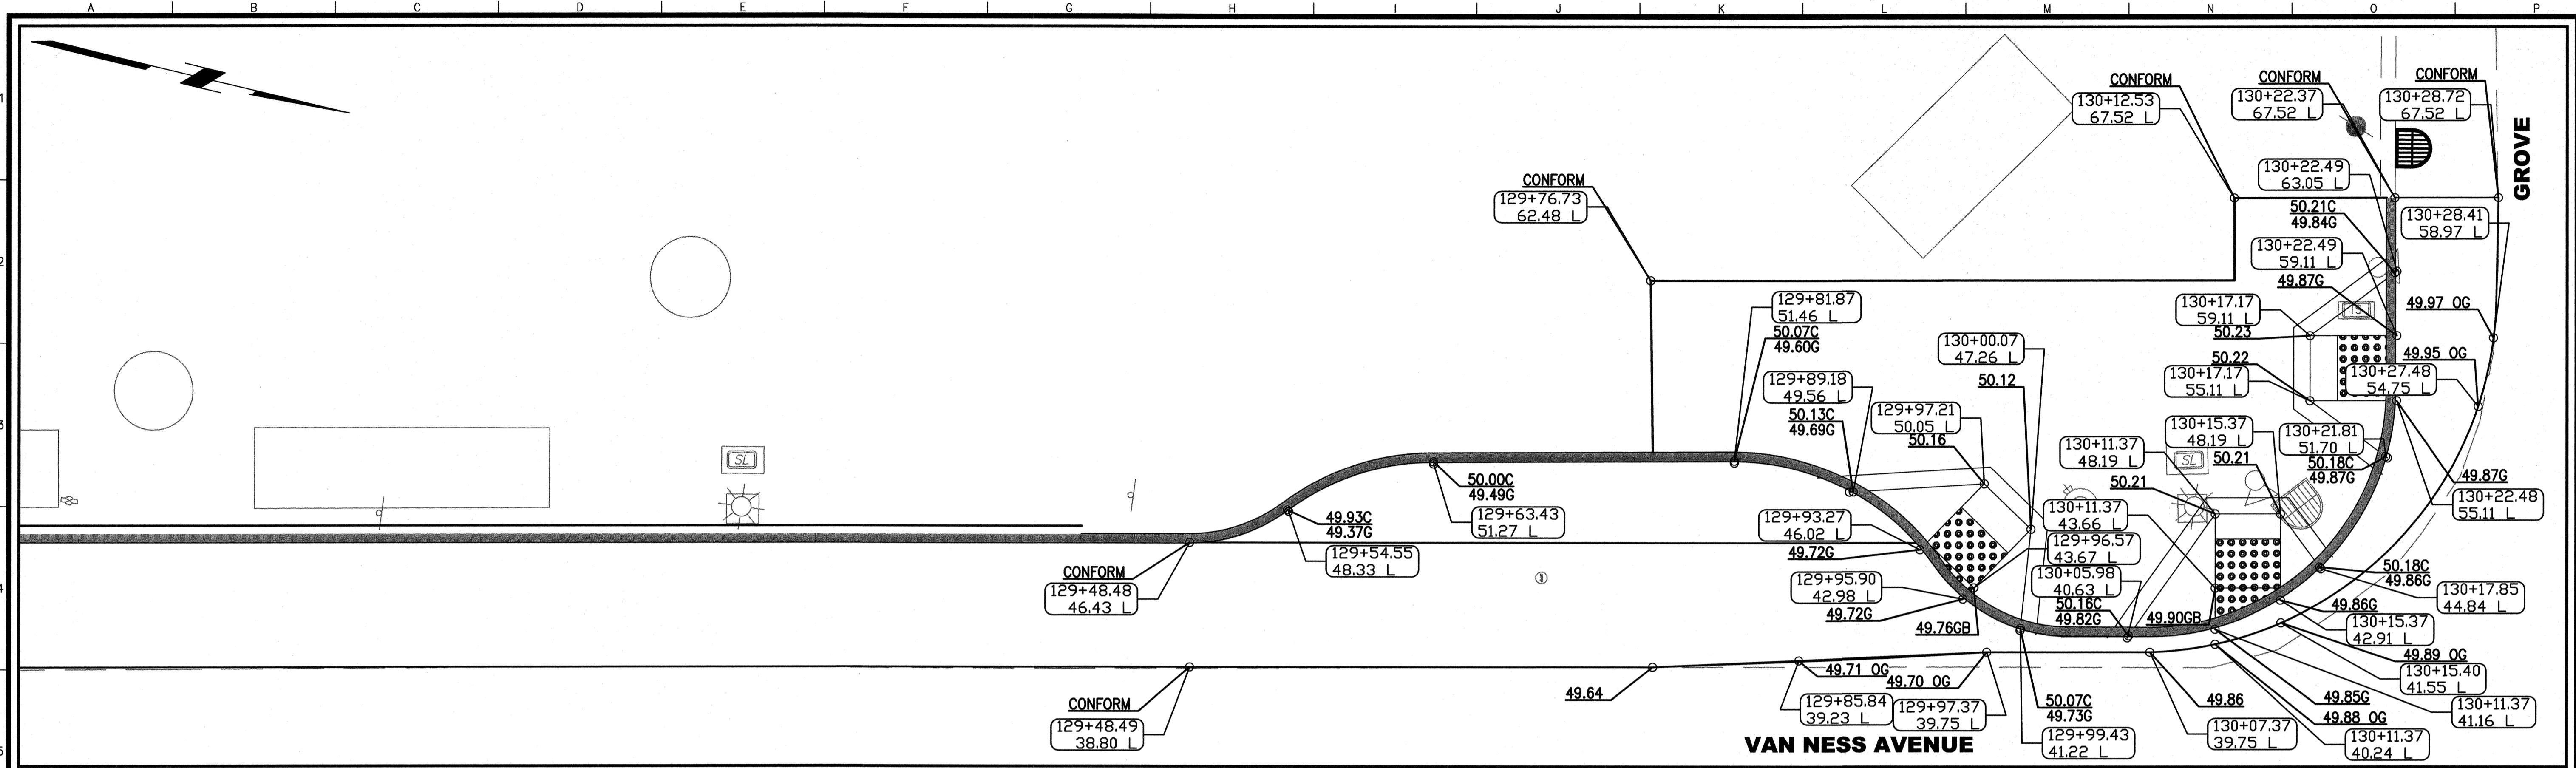 A B C D E F G H I J K L M N O P
1
2
3
4
5
CONFORM
130+12.53
67.52 L
CONFORM
130+22.37
67.52 L
CONFORM
130+28.72
67.52 L
GROVE
130+22.49
63.05 L
50.21C
49.84G
130+28.41
58.97 L
CONFORM
129+76.73
62.48 L
130+22.49
59.11 L
49.87G
49.97 OG
130+17.17
59.11 L
50.23
TS
129+81.87
51.46 L
50.07C
49.60G
130+00.07
47.26 L
50.12
50.22
130+17.17
55.11 L
49.95 OG
130+27.48
54.75 L
129+89.18
49.56 L
50.13C
49.69G
129+97.21
50.05 L
50.16
130+15.37
48.19 L
50.21
130+11.37
48.19 L
50.21
SL
130+21.81
51.70 L
50.18C
49.87G
49.87G
130+22.48
55.11 L
SL
50.00C
49.49G
129+63.43
51.27 L
49.93C
49.37G
129+54.55
48.33 L
129+93.27
46.02 L
49.72G
130+11.37
43.66 L
129+96.57
43.67 L
CONFORM
129+48.48
46.43 L
129+95.90
42.98 L
49.72G
130+05.98
40.63 L
50.16C
49.82G
49.90GB
49.76GB
50.18C
49.86G
130+17.85
44.84 L
49.86G
130+15.37
42.91 L
49.89 OG
130+15.40
41.55 L
49.71 OG
49.70 OG
49.64
CONFORM
129+48.49
38.80 L
129+85.84
39.23 L
129+97.37
39.75 L
50.07C
49.73G
129+99.43
41.22 L
49.86
130+07.37
39.75 L
49.85G
130+11.37
41.16 L
49.88 OG
130+11.37
40.24 L
VAN NESS AVENUE